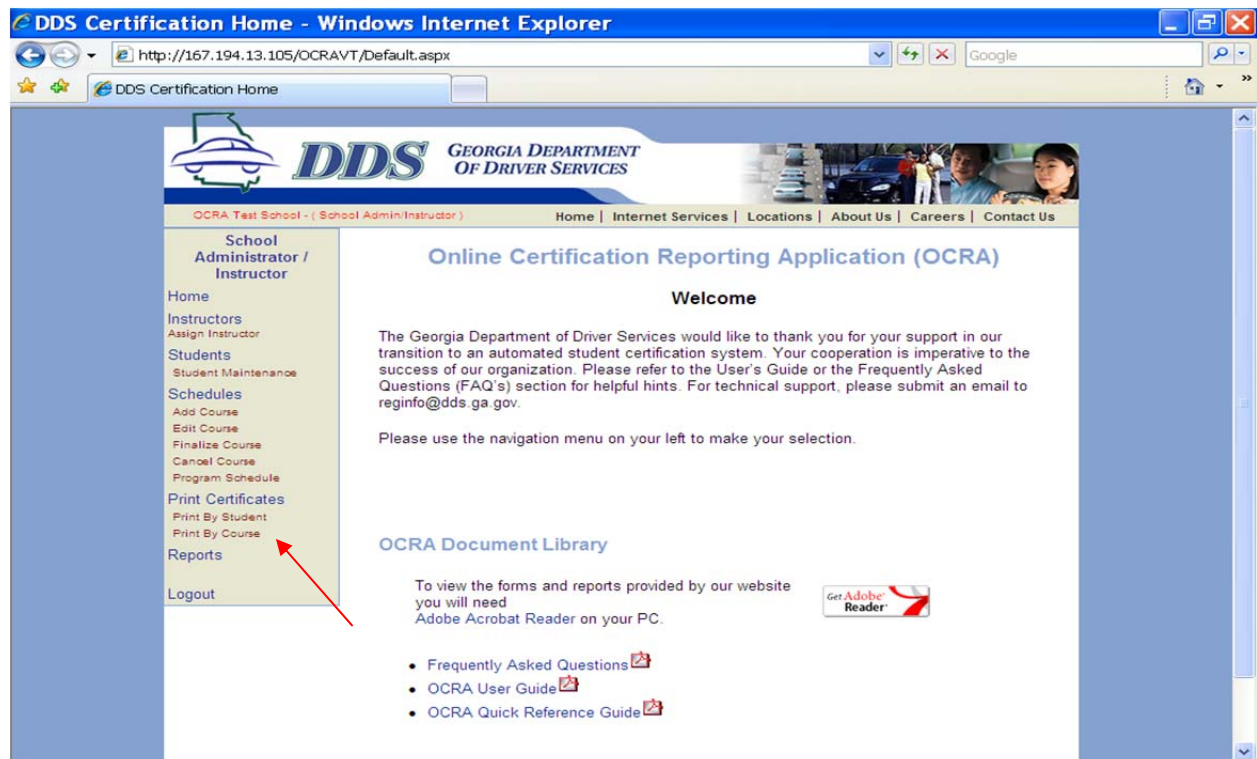 DDS Certification Home - Windows Internet Explorer
http://167.194.13.105/OCRAVT/Default.aspx
Google
DDS Certification Home
DDS
GEORGIA DEPARTMENT
OF DRIVER SERVICES
OCRA Test School - ( School Admin/Instructor )
Home | Internet Services | Locations | About Us | Careers | Contact Us
School
Administrator /
Instructor
Home
Instructors
Assign Instructor
Students
Student Maintenance
Schedules
Add Course
Edit Course
Finalize Course
Cancel Course
Program Schedule
Print Certificates
Print By Student
Print By Course
Reports
Logout
Online Certification Reporting Application (OCRA)
Welcome
The Georgia Department of Driver Services would like to thank you for your support in our
transition to an automated student certification system. Your cooperation is imperative to the
success of our organization. Please refer to the User's Guide or the Frequently Asked
Questions (FAQ's) section for helpful hints. For technical support, please submit an email to
reginfo@dds.ga.gov.
Please use the navigation menu on your left to make your selection.
OCRA Document Library
To view the forms and reports provided by our website
you will need
Adobe Acrobat Reader on your PC.
Get Adobe
Reader
Frequently Asked Questions
OCRA User Guide
OCRA Quick Reference Guide